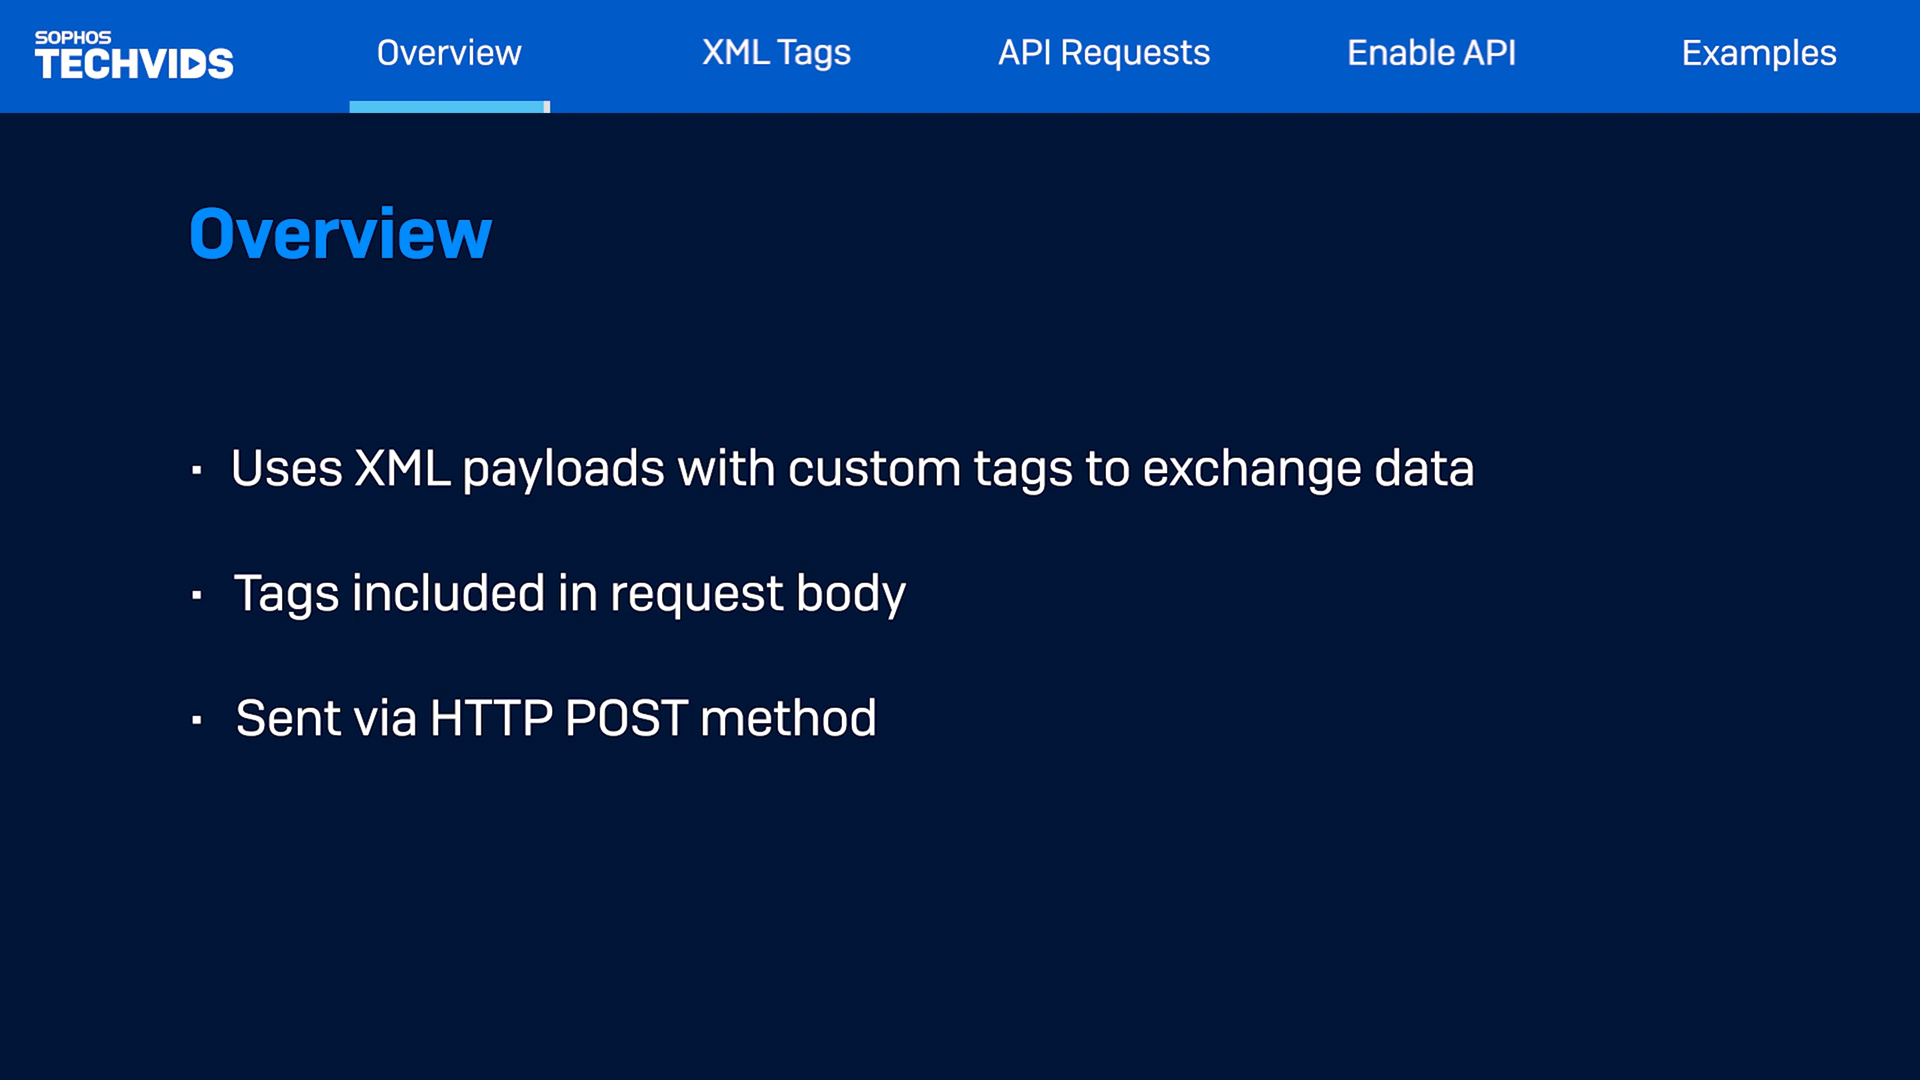 SOPHOS
TECHVIDS
Overview
XML Tags
API Requests
Enable API
Examples
Overview
· Uses XML payloads with custom tags to exchange data
· Tags included in request body
· Sent via HTTP POST method